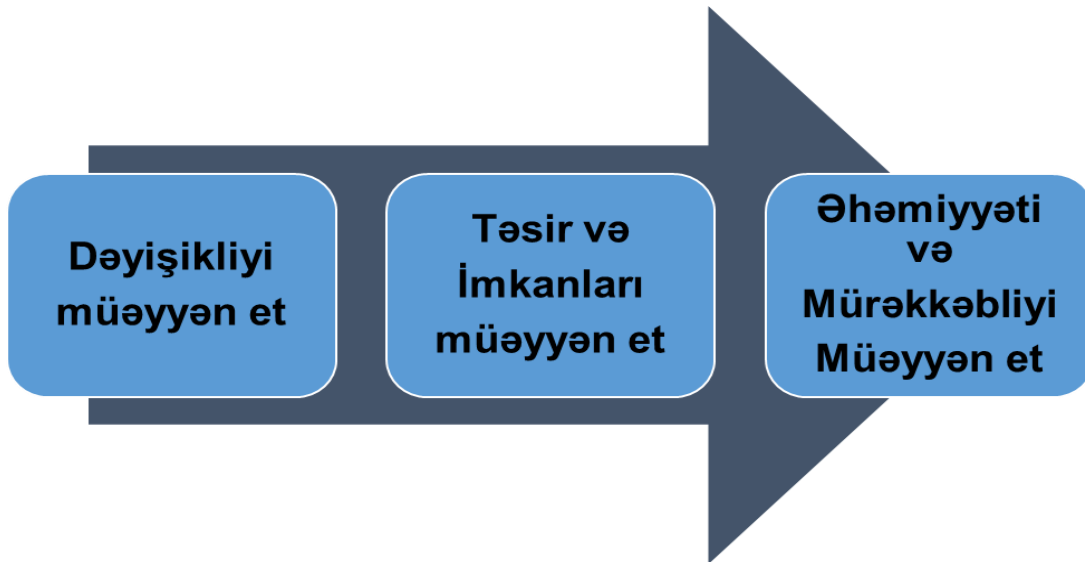 Dəyişikliyi
müəyyən et
Təsir və
İmkanları
müəyyən et
Əhəmiyyəti
və
Mürəkkəbliyi
Müəyyən et